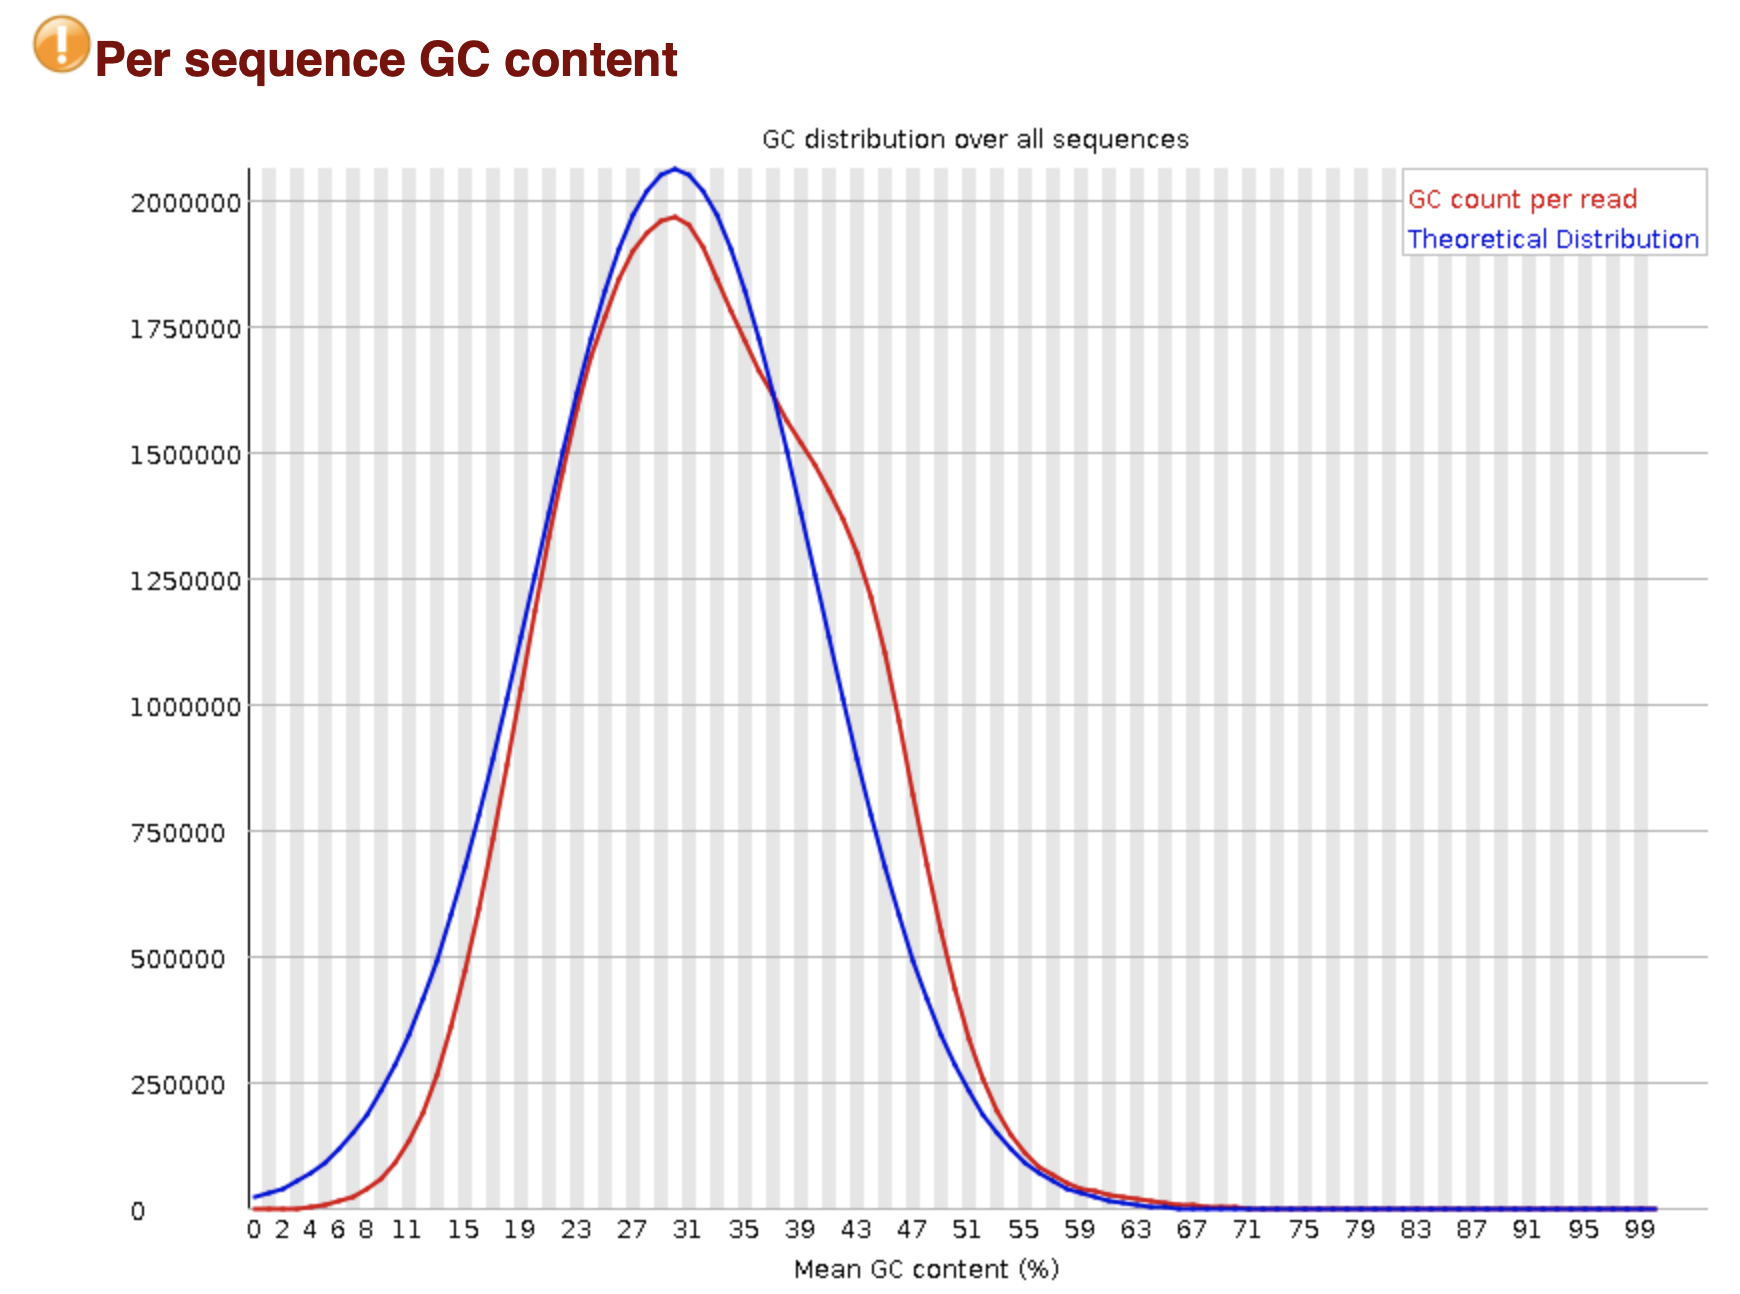 Per sequence GC content
GC distribution over all sequences
GC count per read
Theoretical Distribution
2000000
1750000
1500000
1250000
1000000
750000
500000
250000
0
0 2 4 6 8 11 15 19 23 27 31 35 39 43 47 51 55 59 63 67 71 75 79 83 87 91 95 99
Mean GC content (%)